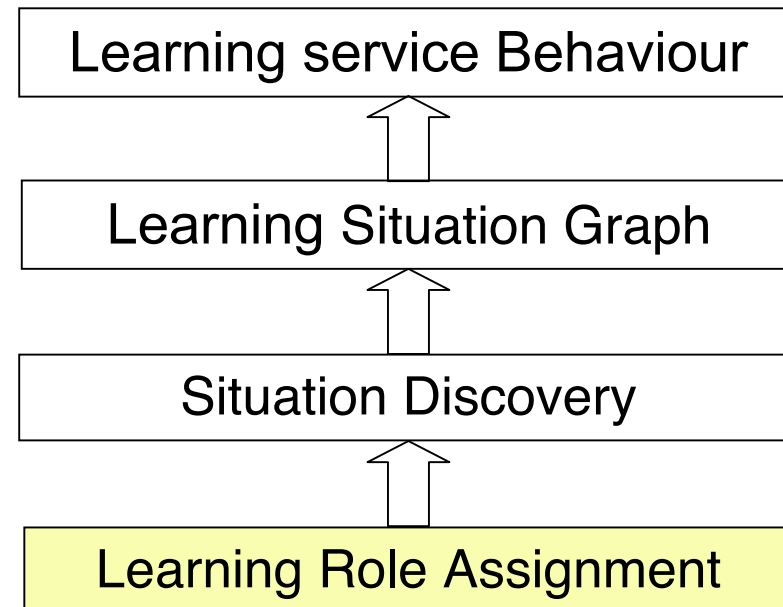 Learning service Behaviour
Learning Situation Graph
Situation Discovery
Learning Role Assignment